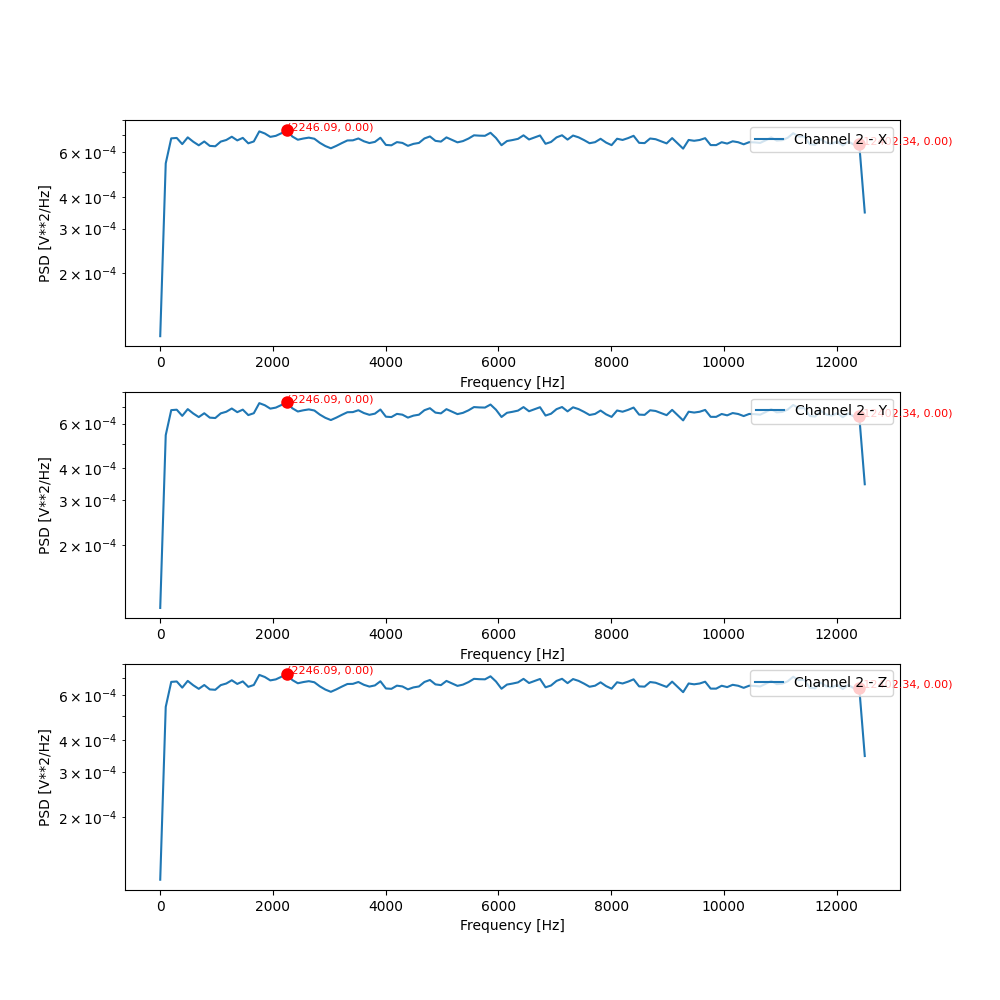 (2246.09, 0.00)
Channel 2 - X
2.34, 0.00)
6 × 10⁻⁴
4 × 10⁻⁴
3 × 10⁻⁴
2 × 10⁻⁴
PSD [V**2/Hz]
0 2000 4000 6000 8000 10000 12000
Frequency [Hz]
(2246.09, 0.00)
Channel 2 - Y
2.34, 0.00)
6 × 10⁻⁴
4 × 10⁻⁴
3 × 10⁻⁴
2 × 10⁻⁴
PSD [V**2/Hz]
0 2000 4000 6000 8000 10000 12000
Frequency [Hz]
(2246.09, 0.00)
Channel 2 - Z
2.34, 0.00)
6 × 10⁻⁴
4 × 10⁻⁴
3 × 10⁻⁴
2 × 10⁻⁴
PSD [V**2/Hz]
0 2000 4000 6000 8000 10000 12000
Frequency [Hz]